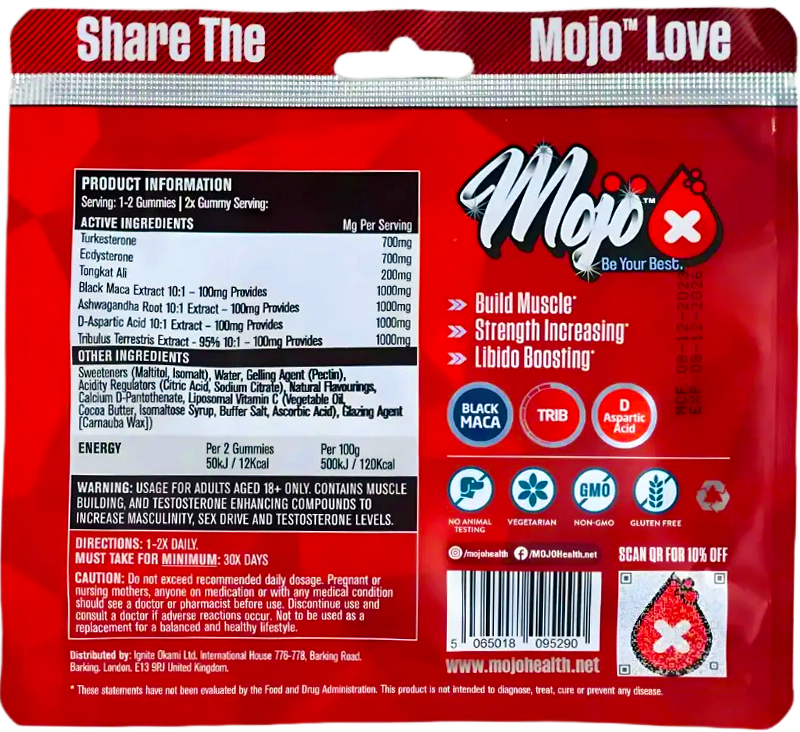 Share The Mojo™ Love
PRODUCT INFORMATION
Serving: 1-2 Gummies | 2x Gummy Serving:
ACTIVE INGREDIENTS Mg Per Serving
Turkesterone 700mg
Ecdysterone 700mg
Tongkat Ali 200mg
Black Maca Extract 10:1 – 100mg Provides 1000mg
Ashwagandha Root 10:1 Extract – 100mg Provides 1000mg
D-Aspartic Acid 10:1 Extract – 100mg Provides 1000mg
Tribulus Terrestris Extract – 95% 10:1 – 100mg Provides 1000mg
OTHER INGREDIENTS
Sweeteners (Maltitol, Isomalt), Water, Gelling Agent (Pectin),
Acidity Regulators (Citric Acid, Sodium Citrate), Natural Flavourings,
Calcium D-Pantothenate, Liposomal Vitamin C (Vegetable Oil,
Cocoa Butter, Isomaltose Syrup, Buffer Salt, Ascorbic Acid), Glazing Agent
[Carnauba Wax])
ENERGY Per 2 Gummies Per 100g
50kJ / 12Kcal 500kJ / 120Kcal
WARNING: USAGE FOR ADULTS AGED 18+ ONLY. CONTAINS MUSCLE
BUILDING, AND TESTOSTERONE ENHANCING COMPOUNDS TO
INCREASE MASCULINITY, SEX DRIVE AND TESTOSTERONE LEVELS.
DIRECTIONS: 1-2X DAILY.
MUST TAKE FOR MINIMUM: 30X DAYS
CAUTION: Do not exceed recommended daily dosage. Pregnant or
nursing mothers, anyone on medication or with any medical condition
should see a doctor or pharmacist before use. Discontinue use and
consult a doctor if adverse reactions occur. Not to be used as a
replacement for a balanced and healthy lifestyle.
Distributed by: Ignite Okami Ltd. International House 776-778, Barking Road.
Barking. London. E13 9PJ United Kingdom.
Mojo™ X
Be Your Best.
Build Muscle*
Strength Increasing*
Libido Boosting*
MFG 08-12-2023
EXP 08-12-2026
BLACK
MACA
TRIB
D
Aspartic
Acid
GMO
NO ANIMAL
TESTING
VEGETARIAN
NON-GMO
GLUTEN FREE
/mojohealth /MOJOHealth.net
SCAN QR FOR 10% OFF
5 065018 095290
www.mojohealth.net
* These statements have not been evaluated by the Food and Drug Administration. This product is not intended to diagnose, treat, cure or prevent any disease.